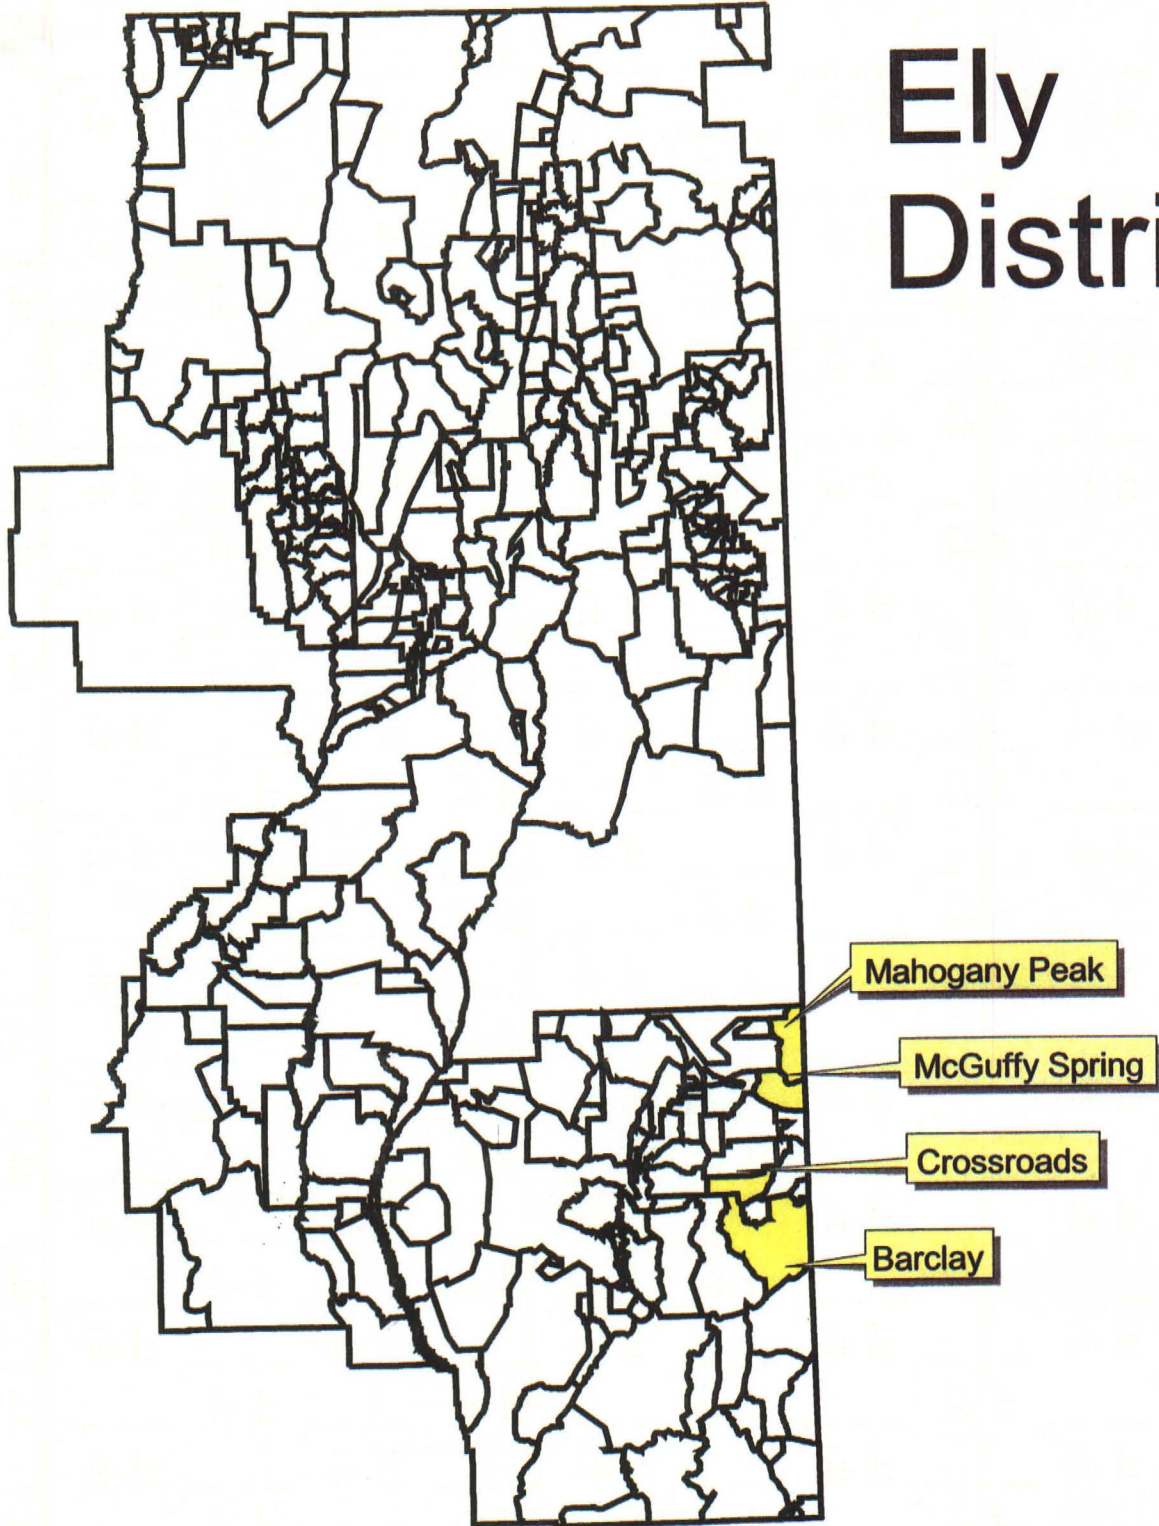 Ely
Distri
Mahogany Peak
McGuffy Spring
Crossroads
Barclay